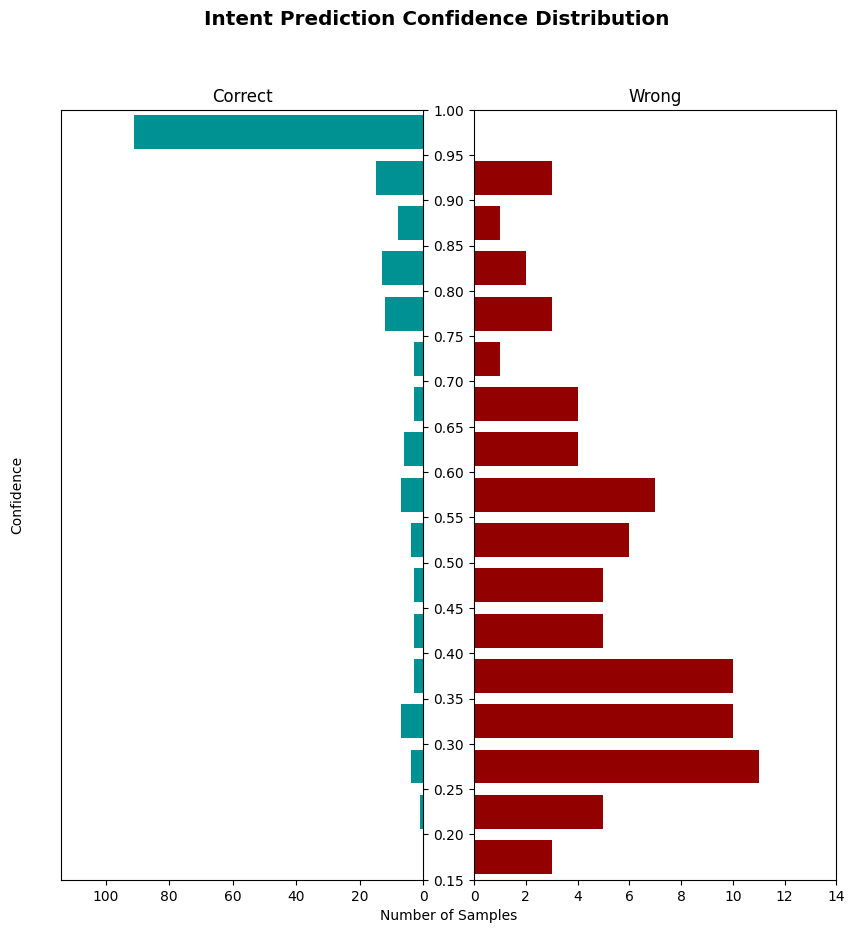 Intent Prediction Confidence Distribution
Correct
Wrong
1.00
0.95
0.90
0.85
0.80
0.75
0.70
0.65
0.60
0.55
0.50
0.45
0.40
0.35
0.30
0.25
0.20
0.15
Confidence
100 80 60 40 20 0
0 2 4 6 8 10 12 14
Number of Samples